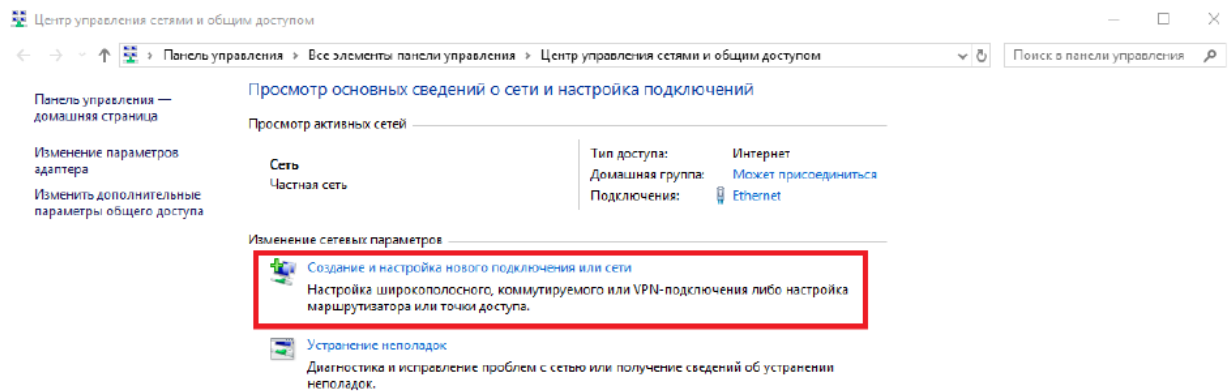 Центр управления сетями и общим доступом
Панель управления › Все элементы панели управления › Центр управления сетями и общим доступом
Поиск в панели управления
Панель управления —
домашняя страница
Изменение параметров
адаптера
Изменить дополнительные
параметры общего доступа
Просмотр основных сведений о сети и настройка подключений
Просмотр активных сетей
Сеть
Частная сеть
Тип доступа: Интернет
Домашняя группа: Может присоединиться
Подключения: Ethernet
Изменение сетевых параметров
Создание и настройка нового подключения или сети
Настройка широкополосного, коммутируемого или VPN-подключения либо настройка
маршрутизатора или точки доступа.
Устранение неполадок
Диагностика и исправление проблем с сетью или получение сведений об устранении
неполадок.